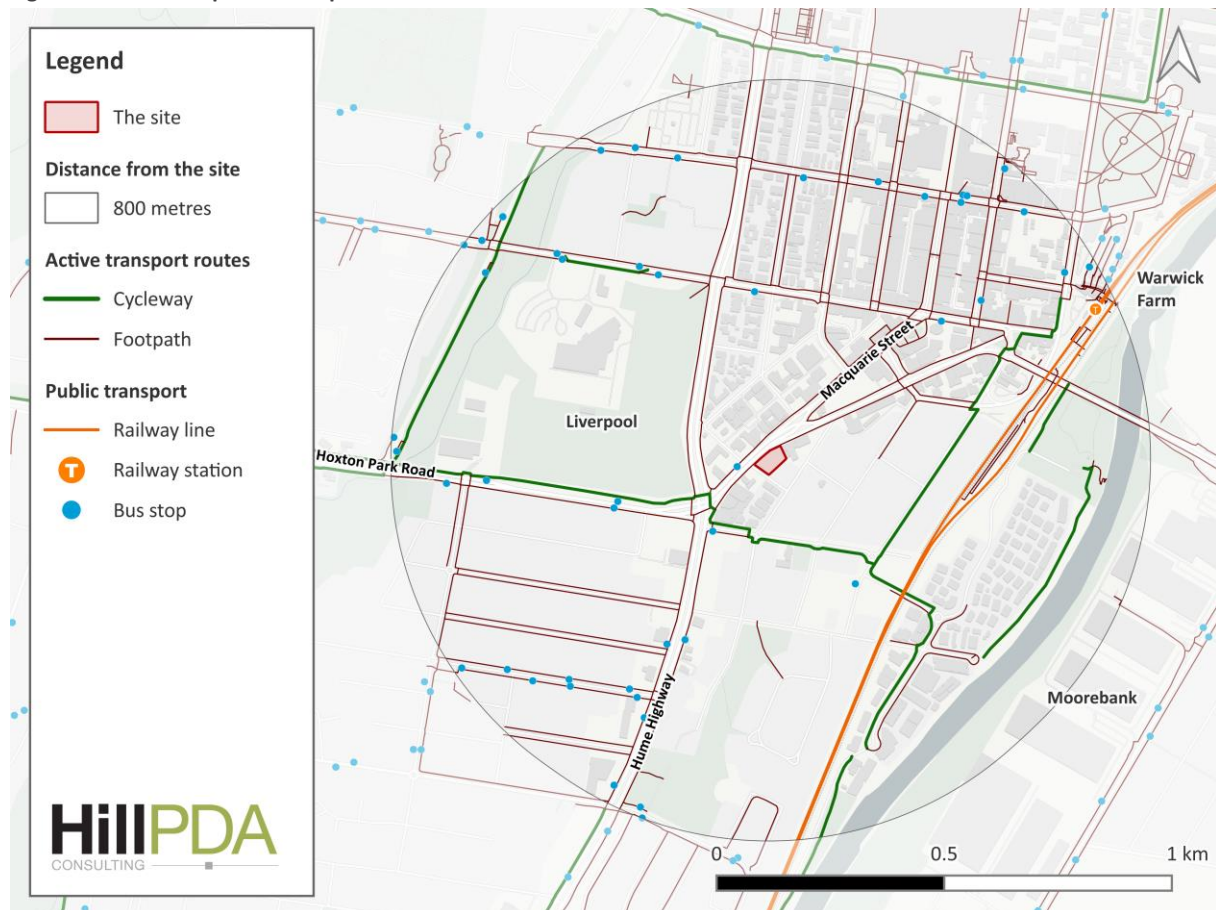 Legend
The site
Distance from the site
800 metres
Active transport routes
Cycleway
Footpath
Public transport
Railway line
T
Railway station
Bus stop
HillPDA
CONSULTING
Warwick
Farm
T
Macquarie Street
Liverpool
Hoxton Park Road
Moorebank
Hume Highway
0
0.5
1 km